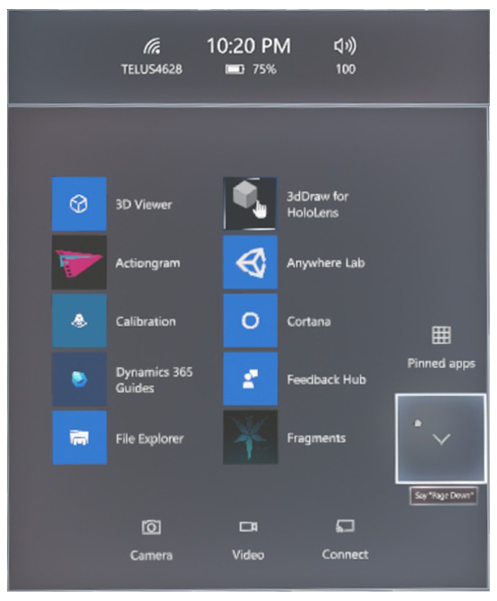 10:20 PM
TELUS4628
75%
100
3D Viewer
3dDraw for
HoloLens
Actiongram
Anywhere Lab
Calibration
Cortana
Dynamics 365
Guides
Feedback Hub
File Explorer
Fragments
Pinned apps
Say "Page Down"
Camera
Video
Connect